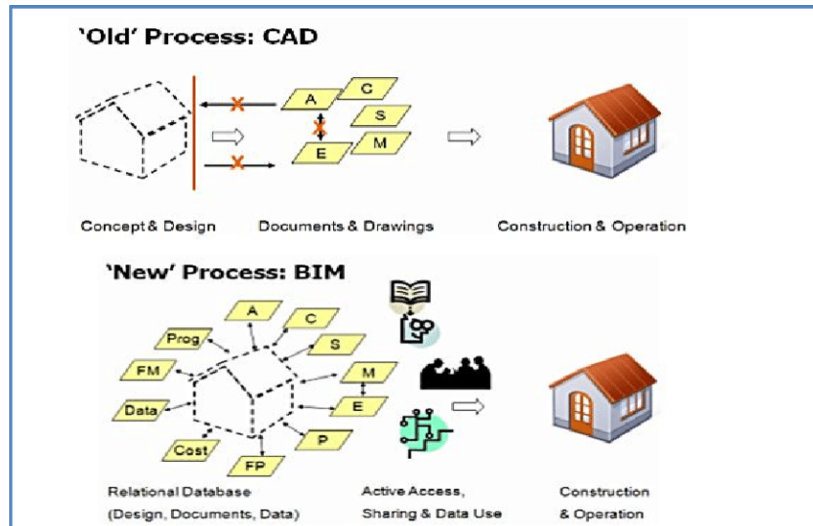 'Old' Process: CAD
A
C
S
E
M
X
X
X
Concept & Design
Documents & Drawings
Construction & Operation
'New' Process: BIM
A
C
Prog
S
FM
M
Data
E
Cost
P
FP
Relational Database
(Design, Documents, Data)
Active Access,
Sharing & Data Use
Construction
& Operation